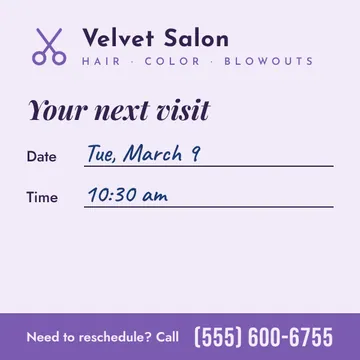 Velvet Salon
HAIR · COLOR · BLOWOUTS
Your next visit
Date Tue, March 9
Time 10:30 am
Need to reschedule? Call (555) 600-6755